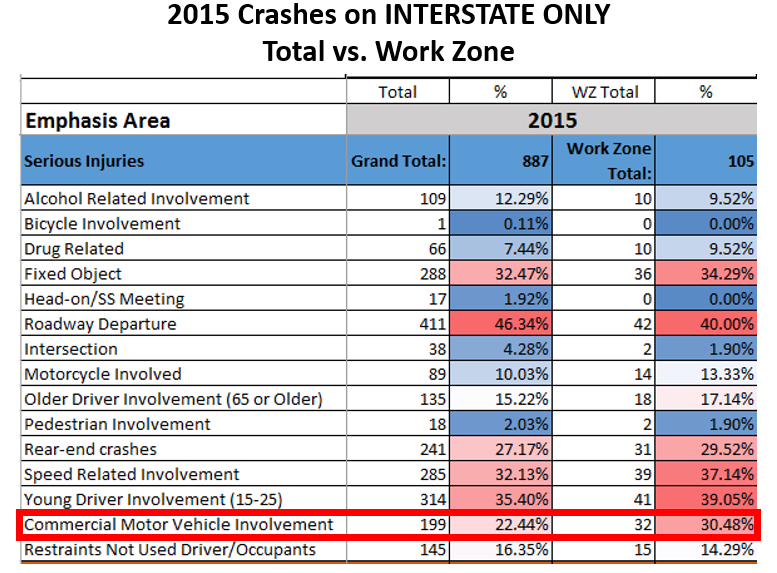 2015 Crashes on INTERSTATE ONLY
Total vs. Work Zone
Total % WZ Total %
Emphasis Area 2015
Serious Injuries Grand Total: 887 Work Zone Total: 105
Alcohol Related Involvement 109 12.29% 10 9.52%
Bicycle Involvement 1 0.11% 0 0.00%
Drug Related 66 7.44% 10 9.52%
Fixed Object 288 32.47% 36 34.29%
Head-on/SS Meeting 17 1.92% 0 0.00%
Roadway Departure 411 46.34% 42 40.00%
Intersection 38 4.28% 2 1.90%
Motorcycle Involved 89 10.03% 14 13.33%
Older Driver Involvement (65 or Older) 135 15.22% 18 17.14%
Pedestrian Involvement 18 2.03% 2 1.90%
Rear-end crashes 241 27.17% 31 29.52%
Speed Related Involvement 285 32.13% 39 37.14%
Young Driver Involvement (15-25) 314 35.40% 41 39.05%
Commercial Motor Vehicle Involvement 199 22.44% 32 30.48%
Restraints Not Used Driver/Occupants 145 16.35% 15 14.29%